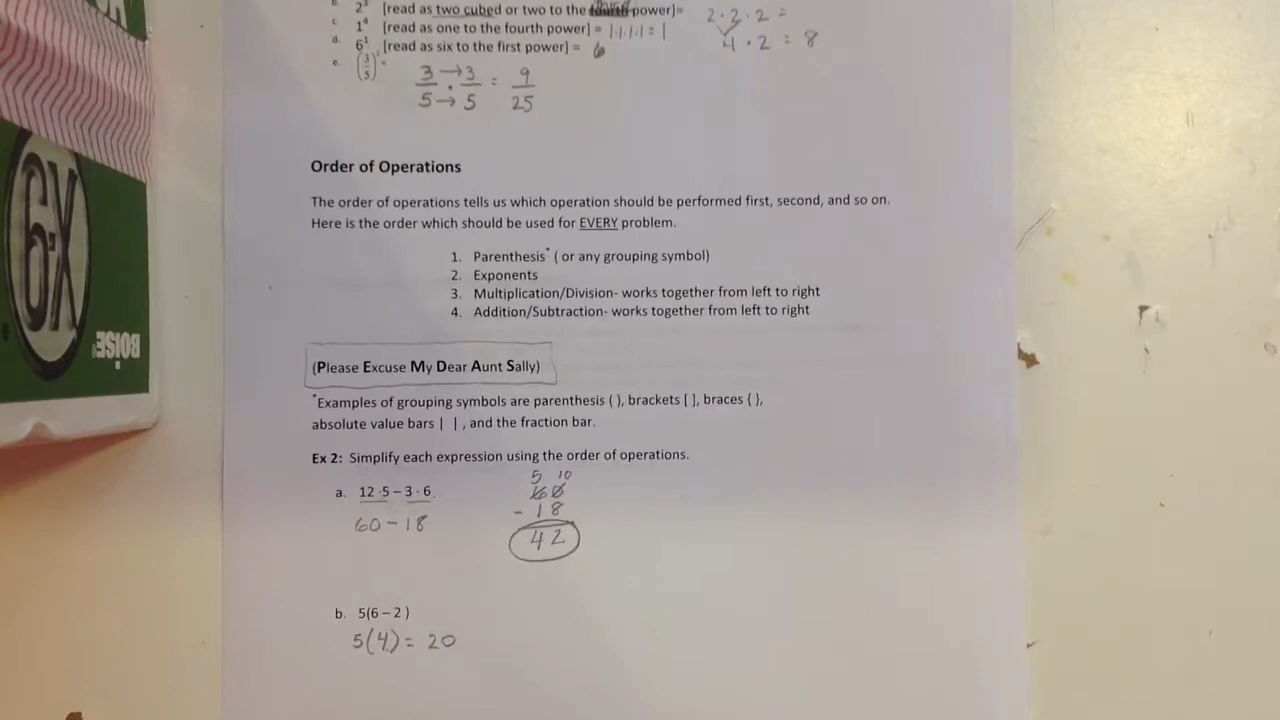 b. 2³ [read as two cubed or two to the power]= 2 · 2 · 2 =
c. 1⁴ [read as one to the fourth power] = 1·1·1·1 = 1
4 · 2 = 8
d. 6¹ [read as six to the first power] = 6
e. (3/5)² =
3 → 3 = 9
5 → 5 25
Order of Operations
The order of operations tells us which operation should be performed first, second, and so on.
Here is the order which should be used for EVERY problem.
1. Parenthesis* ( or any grouping symbol)
2. Exponents
3. Multiplication/Division- works together from left to right
4. Addition/Subtraction- works together from left to right
(Please Excuse My Dear Aunt Sally)
*Examples of grouping symbols are parenthesis ( ), brackets [ ], braces { },
absolute value bars | | , and the fraction bar.
Ex 2: Simplify each expression using the order of operations.
5 10
a. 12 · 5 – 3 · 6 60
- 18
60 - 18
42
b. 5(6 – 2 )
5(4) = 20
6-X
BOISE